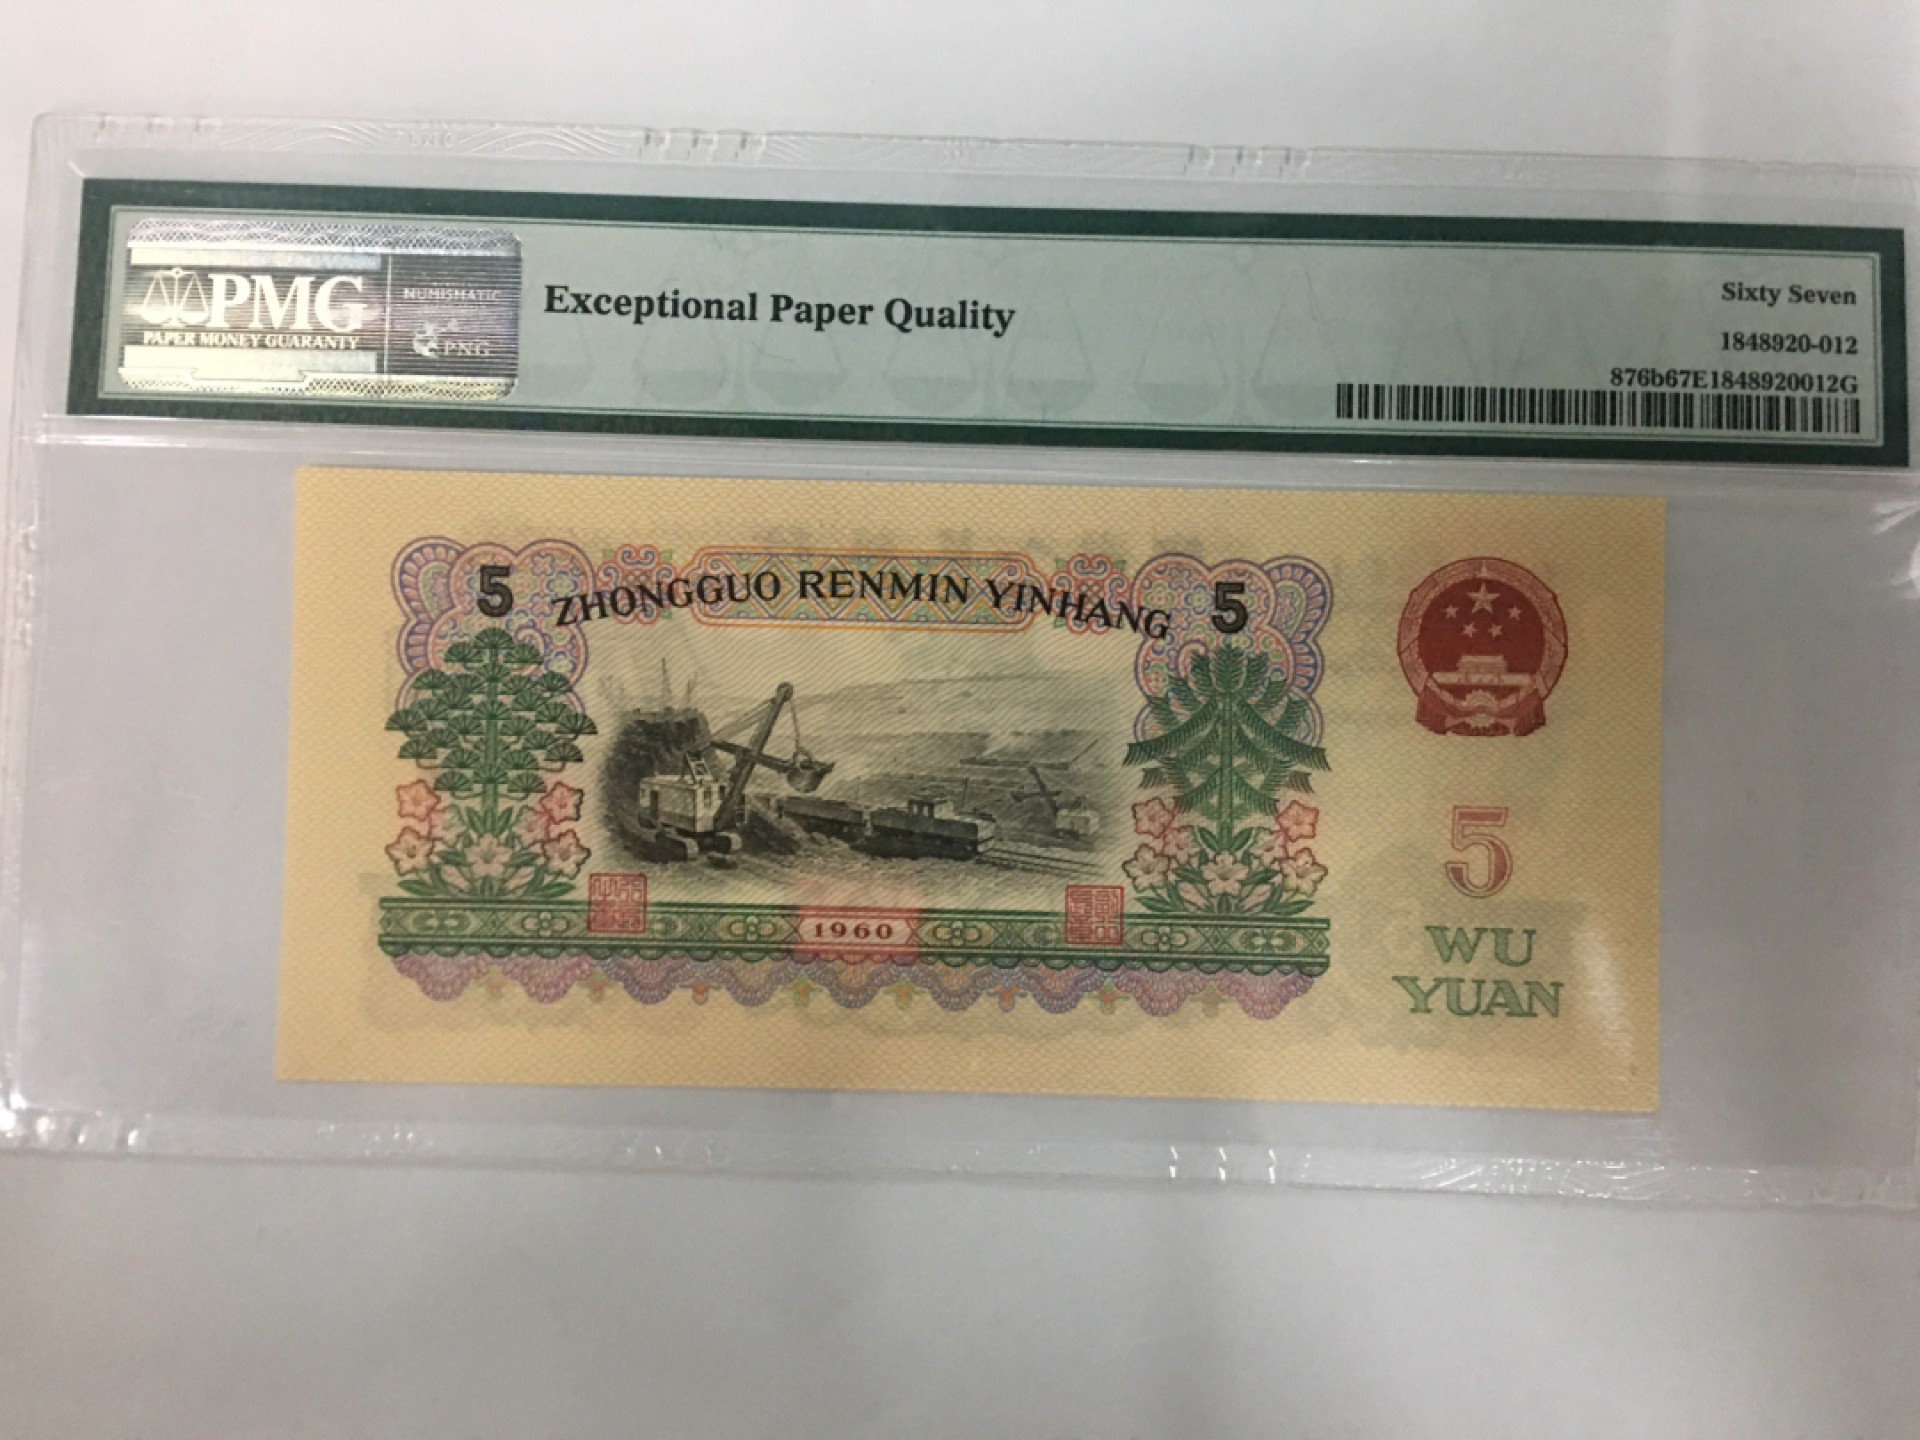 PMG
PAPER MONEY GUARANTY
NUMISMATIC
PNG
Exceptional Paper Quality
Sixty Seven
1848920-012
876b67E1848920012G
5 ZHONGGUO RENMIN YINHANG 5
1960
5
WU
YUAN